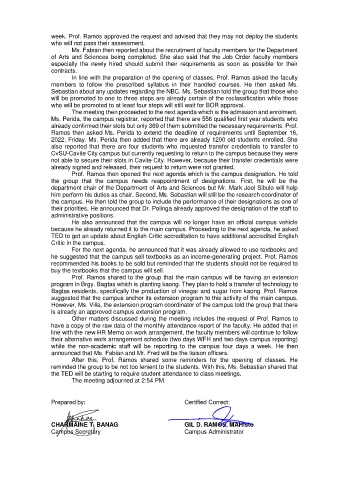 week. Prof. Ramos approved the request and advised that they may not deploy the students
who will not pass their assessment.
Ms. Fabian then reported about the recruitment of faculty members for the Department
of Arts and Sciences being completed. She also said that the Job Order faculty members
especially the newly hired should submit their requirements as soon as possible for their
contracts.
In line with the preparation of the opening of classes, Prof. Ramos asked the faculty
members to follow the prescribed syllabus in their handled courses. He then asked Ms.
Sebastian about any updates regarding the NBC. Ms. Sebastian told the group that those who
will be promoted to one to three steps are already certain of their reclassification while those
who will be promoted to at least four steps will still wait for BOR approval.
The meeting then proceeded to the next agenda which is the admission and enrollment.
Ms. Perida, the campus registrar, reported that there are 556 qualified first year students who
already confirmed their slots but only 369 of them submitted the necessary requirements. Prof.
Ramos then asked Ms. Perida to extend the deadline of requirements until September 16,
2022, Friday. Ms. Perida then added that there are already 1200 old students enrolled. She
also reported that there are four students who requested transfer credentials to transfer to
CvSU-Cavite City campus but currently requesting to return to the campus because they were
not able to secure their slots in Cavite City. However, because their transfer credentials were
already signed and released, their request to return were not granted.
Prof. Ramos then opened the next agenda which is the campus designation. He told
the group that the campus needs reappointment of designations. First, he will be the
department chair of the Department of Arts and Sciences but Mr. Mark Joel Sibulo will help
him perform his duties as chair. Second, Ms. Sebastian will be the research coordinator of
the campus. He then told the group to include the performance of their designations as one of
their priorities. He announced that Dr. Poliñga already approved the designation of the staff to
administrative positions.
He also announced that the campus will no longer have an official campus vehicle
because he already returned it to the main campus. Proceeding to the next agenda, he asked
TED to get an update about English Critic accreditation to have additional accredited English
Critic in the campus.
For the next agenda, he announced that it was already allowed to use textbooks and
he suggested that the campus sell textbooks as an income-generating project. Prof. Ramos
recommended his books to be sold but reminded that the students should not be required to
buy the textbooks that the campus will sell.
Prof. Ramos shared to the group that the main campus will be having an extension
program in Brgy. Bagtas which is planting kaong. They plan to hold a transfer of technology to
Bagtas residents, specifically the production of vinegar and sugar from kaong. Prof. Ramos
suggested that the campus anchor its extension program to this activity of the main campus.
However, Ms. Villa, the extension program coordinator of the campus told the group that there
is already an approved campus extension program.
Other matters discussed during the meeting includes the request of Prof. Ramos to
have a copy of the raw data of the monthly attendance report of the faculty. He added that in
line with the new HR Memo on work arrangement, the faculty members will continue to follow
their alternative work arrangement schedule (two days WFH and two days campus reporting)
while the non-academic staff will be reporting to the campus four days a week. He then
announced that Ms. Fabian and Mr. Fred will be the liaison officers.
After this, Prof. Ramos shared some reminders for the opening of classes. He
reminded the group to be not too lenient to the students. With this, Ms. Sebastian shared that
the TED will be starting to require student attendance to class meetings.
The meeting adjourned at 2:54 PM.
Prepared by: Certified Correct:
CHARMAINE T. BANAG GIL D. RAMOS, MAHisto
Campus Secretary Campus Administrator